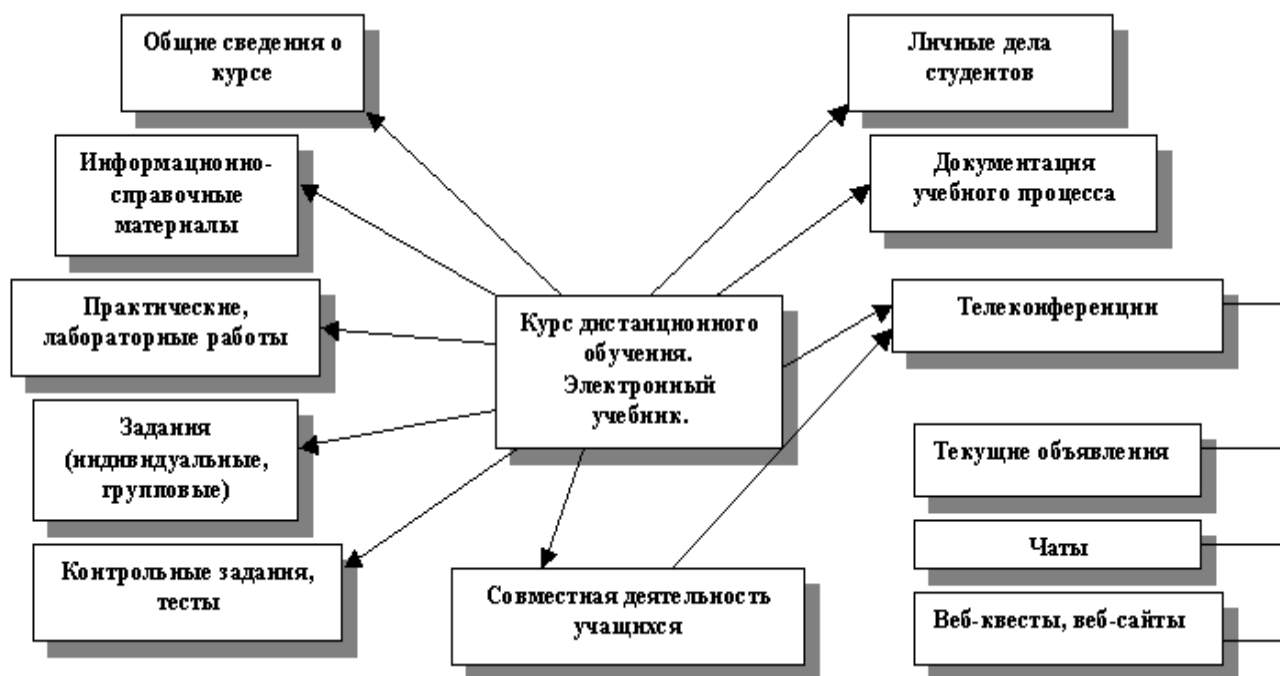 Общие сведения о
курсе
Личные дела
студентов
Информационно-
справочные
материалы
Документация
учебного процесса
Практические,
лабораторные работы
Курс дистанционного
обучения.
Электронный
учебник.
Телеконференции
Задания
(индивидуальные,
групповые)
Текущие объявления
Контрольные задания,
тесты
Совместная деятельность
учащихся
Чаты
Веб-квесты, веб-сайты